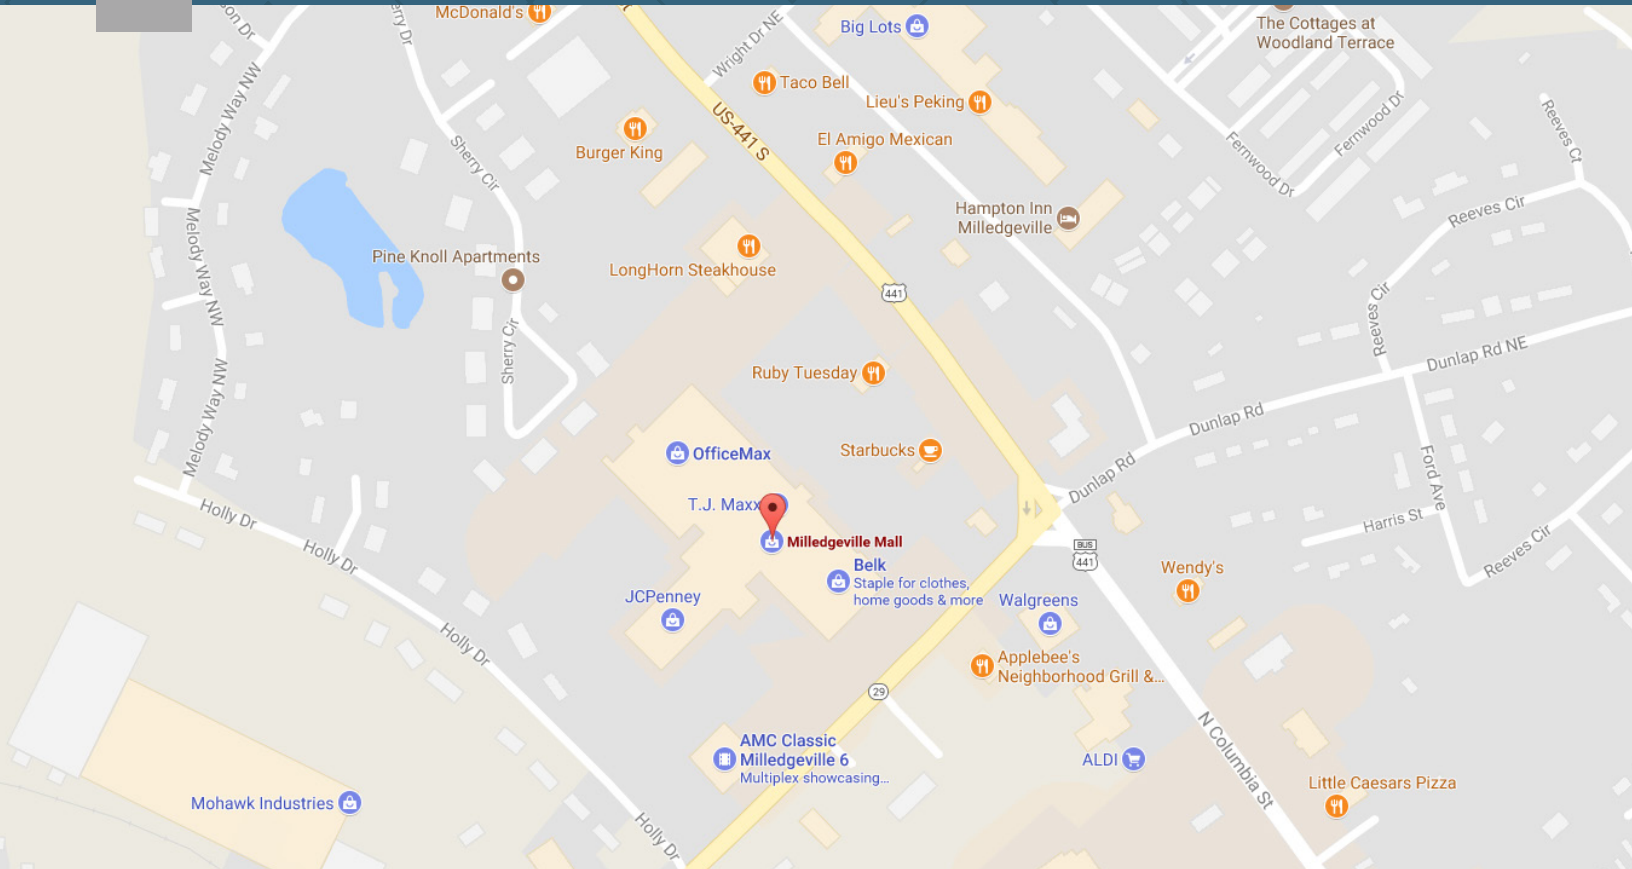 McDonald's
Wright Dr NE
Big Lots
The Cottages at
Woodland Terrace
Melody Way NW
Taco Bell
Lieu's Peking
US-441 S
Burger King
El Amigo Mexican
Sherry Cir
Fernwood Dr
Fernwood Dr
Reeves Ct
Reeves Cir
Hampton Inn
Milledgeville
Melody Way NW
Pine Knoll Apartments
LongHorn Steakhouse
441
Reeves Cir
Sherry Cir
Ruby Tuesday
Dunlap Rd NE
Melody Way NW
Dunlap Rd
OfficeMax
Starbucks
Dunlap Rd
Ford Ave
T.J. Maxx
Holly Dr
Harris St
Milledgeville Mall
Holly Dr
BUS
441
Reeves Cir
Belk
Staple for clothes,
home goods & more
Wendy's
JCPenney
Walgreens
Holly Dr
Applebee's
Neighborhood Grill &...
29
N Columbia St
AMC Classic
Milledgeville 6
Multiplex showcasing...
ALDI
Little Caesars Pizza
Mohawk Industries
Holly Dr